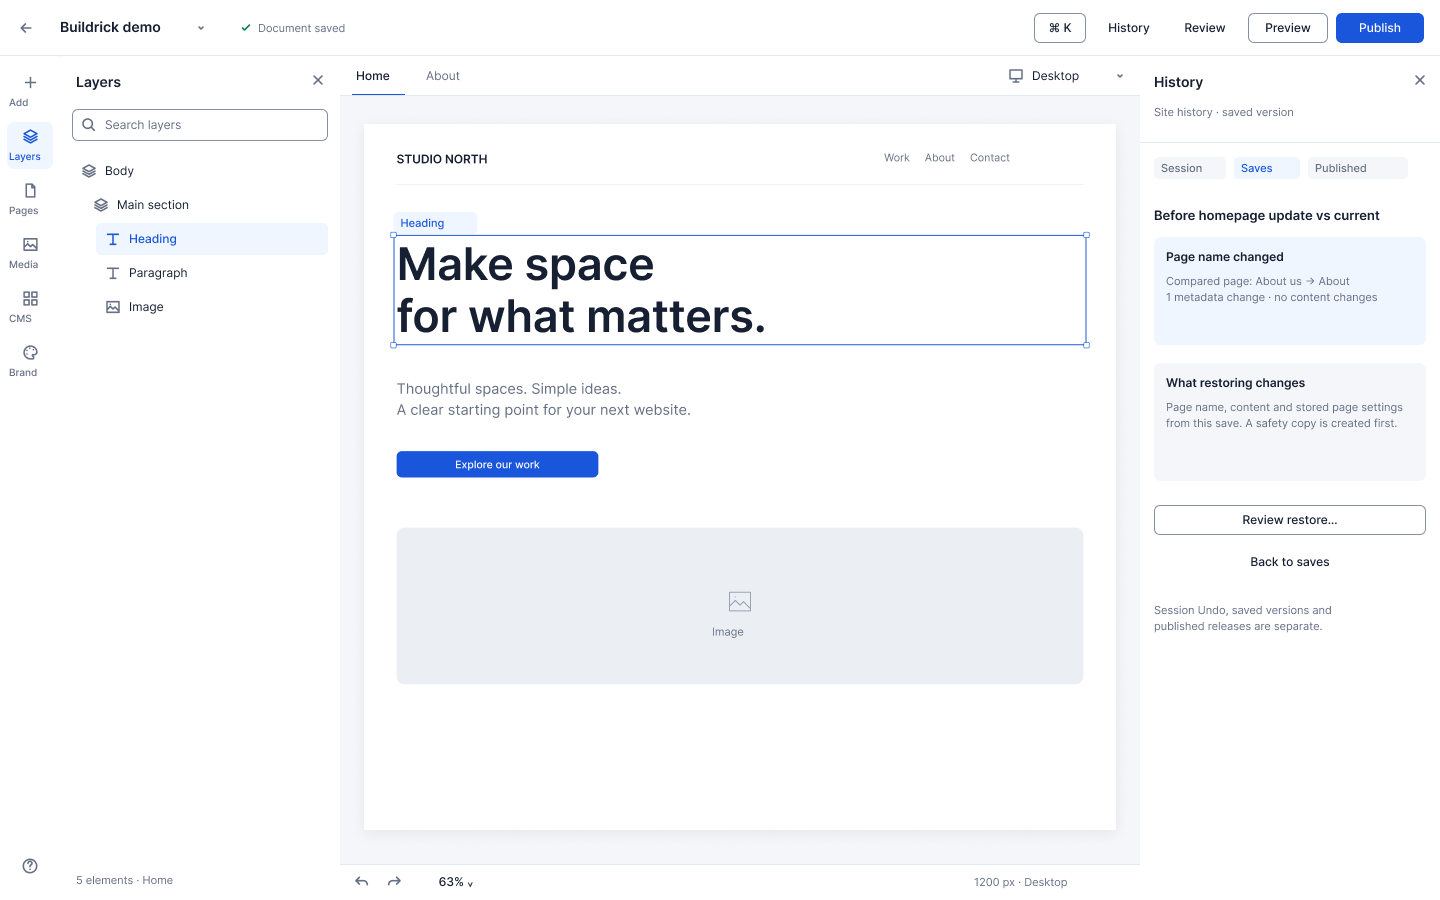 Buildrick demo
Document saved
⌘ K
History
Review
Preview
Publish
Add
Layers
Pages
Media
CMS
Brand
Layers
Search layers
Body
Main section
Heading
Paragraph
Image
5 elements · Home
Home
About
Desktop
STUDIO NORTH
Work
About
Contact
Heading
Make space
for what matters.
Thoughtful spaces. Simple ideas.
A clear starting point for your next website.
Explore our work
Image
63%
1200 px · Desktop
History
Site history · saved version
Session
Saves
Published
Before homepage update vs current
Page name changed
Compared page: About us → About
1 metadata change · no content changes
What restoring changes
Page name, content and stored page settings
from this save. A safety copy is created first.
Review restore...
Back to saves
Session Undo, saved versions and
published releases are separate.